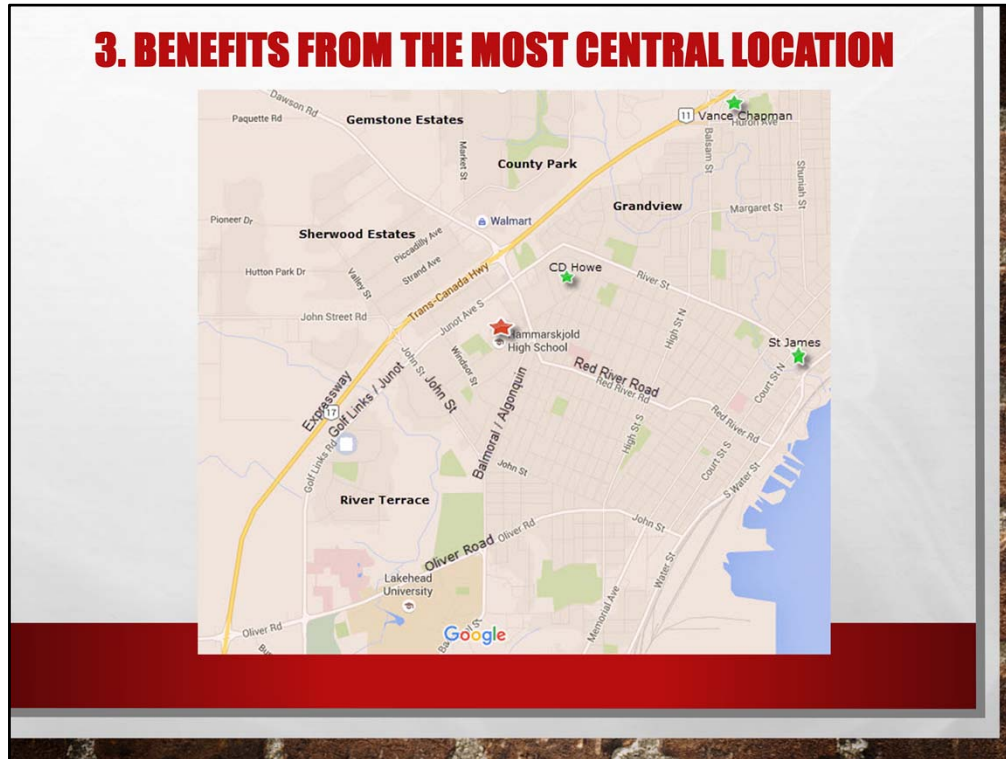 3. BENEFITS FROM THE MOST CENTRAL LOCATION
Dawson Rd
Paquette Rd
Gemstone Estates
Market St
County Park
11
Vance Chapman
Huron Ave
Balsam St
Shuniah St
Grandview
Margaret St
Pioneer Dr
Walmart
Sherwood Estates
Piccadilly Ave
Strand Ave
Hutton Park Dr
Valley St
Trans-Canada Hwy
CD Howe
River St
John Street Rd
Junot Ave S
Hammarskjold
High School
High St N
St James
John St
Windsor St
Red River Road
Red River Rd
Court St N
Expressway
17
Golf Links / Junot
John St
Balmoral / Algonquin
Red River Rd
Golf Links Rd
High St S
Court St S
John St
S Water St
River Terrace
Oliver Road
Oliver Rd
John St
Lakehead
University
Water St
Memorial Ave
Oliver Rd
Google